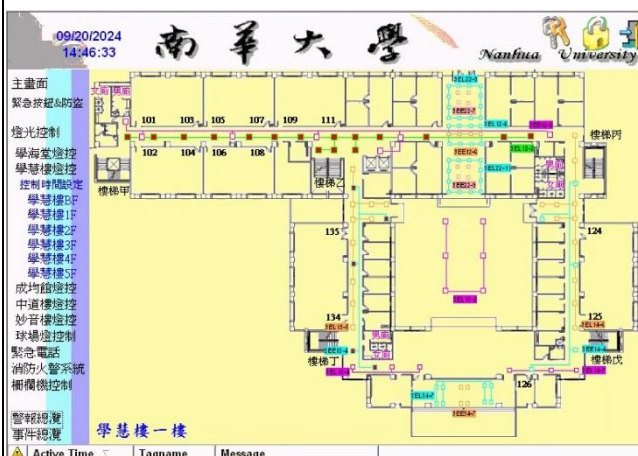 09/20/2024
14:46:33
南華大學
Nanhua University
主畫面
緊急按鈕&防盜
燈光控制
學海堂燈控
學慧樓燈控
控制時間設定
學慧樓BF
學慧樓1F
學慧樓2F
學慧樓3F
學慧樓4F
學慧樓5F
成均館燈控
中道樓燈控
妙音樓燈控
球場燈控制
緊急電話
消防火警系統
柵欄機控制
警報總覽
事件總覽
女廁 男廁
101 103 105 107 109 111
102 104 106 108
樓梯甲
樓梯乙
樓梯丙
男廁
女廁
135
124
134
125
樓梯丁
男廁
女廁
樓梯戊
126
學慧樓一樓
Active Time Tagname Message